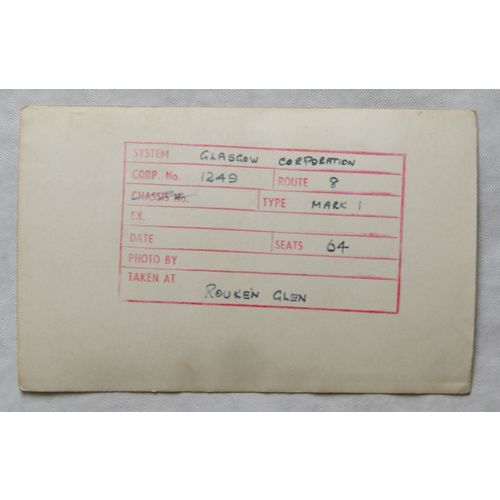 SYSTEM GLASGOW CORPORATION
CORP. No. 1249 ROUTE 8
CHASSIS No. TYPE MARK 1
EX.
DATE SEATS 64
PHOTO BY
TAKEN AT
ROUKEN GLEN